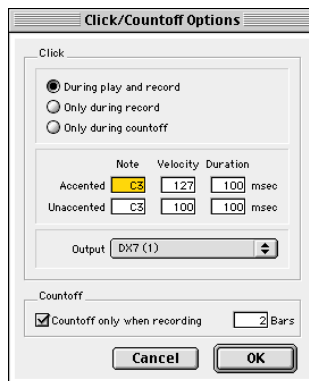 Click/Countoff Options
Click
During play and record
Only during record
Only during countoff
Note Velocity Duration
Accented C3 127 100 msec
Unaccented C3 100 100 msec
Output DX7 (1)
Countoff
Countoff only when recording 2 Bars
Cancel OK